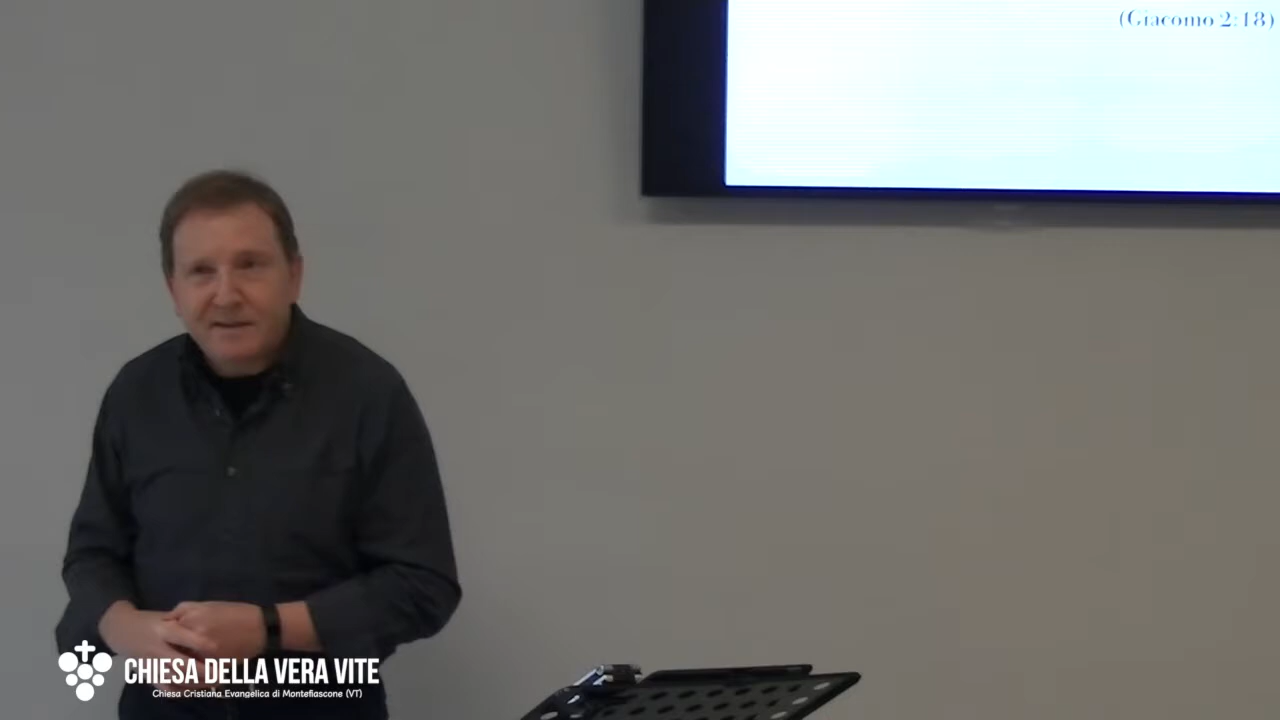 (Giacomo 2:18)
CHIESA DELLA VERA VITE
Chiesa Cristiana Evangelica di Montefiascone (VT)